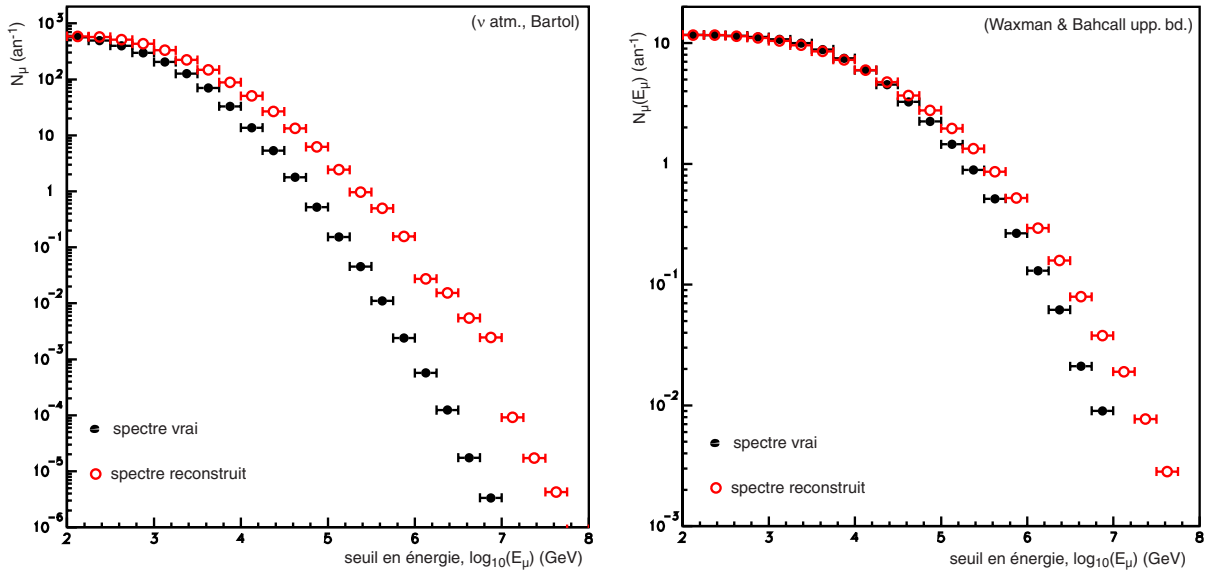 (ν atm., Bartol)
N_μ (an⁻¹)
10³
10²
10
1
10⁻¹
10⁻²
10⁻³
10⁻⁴
10⁻⁵
10⁻⁶
spectre vrai
spectre reconstruit
2 3 4 5 6 7 8
seuil en énergie, log₁₀(E_μ) (GeV)
(Waxman & Bahcall upp. bd.)
N_μ(E_μ) (an⁻¹)
10
1
10⁻¹
10⁻²
10⁻³
spectre vrai
spectre reconstruit
2 3 4 5 6 7 8
seuil en énergie, log₁₀(E_μ) (GeV)